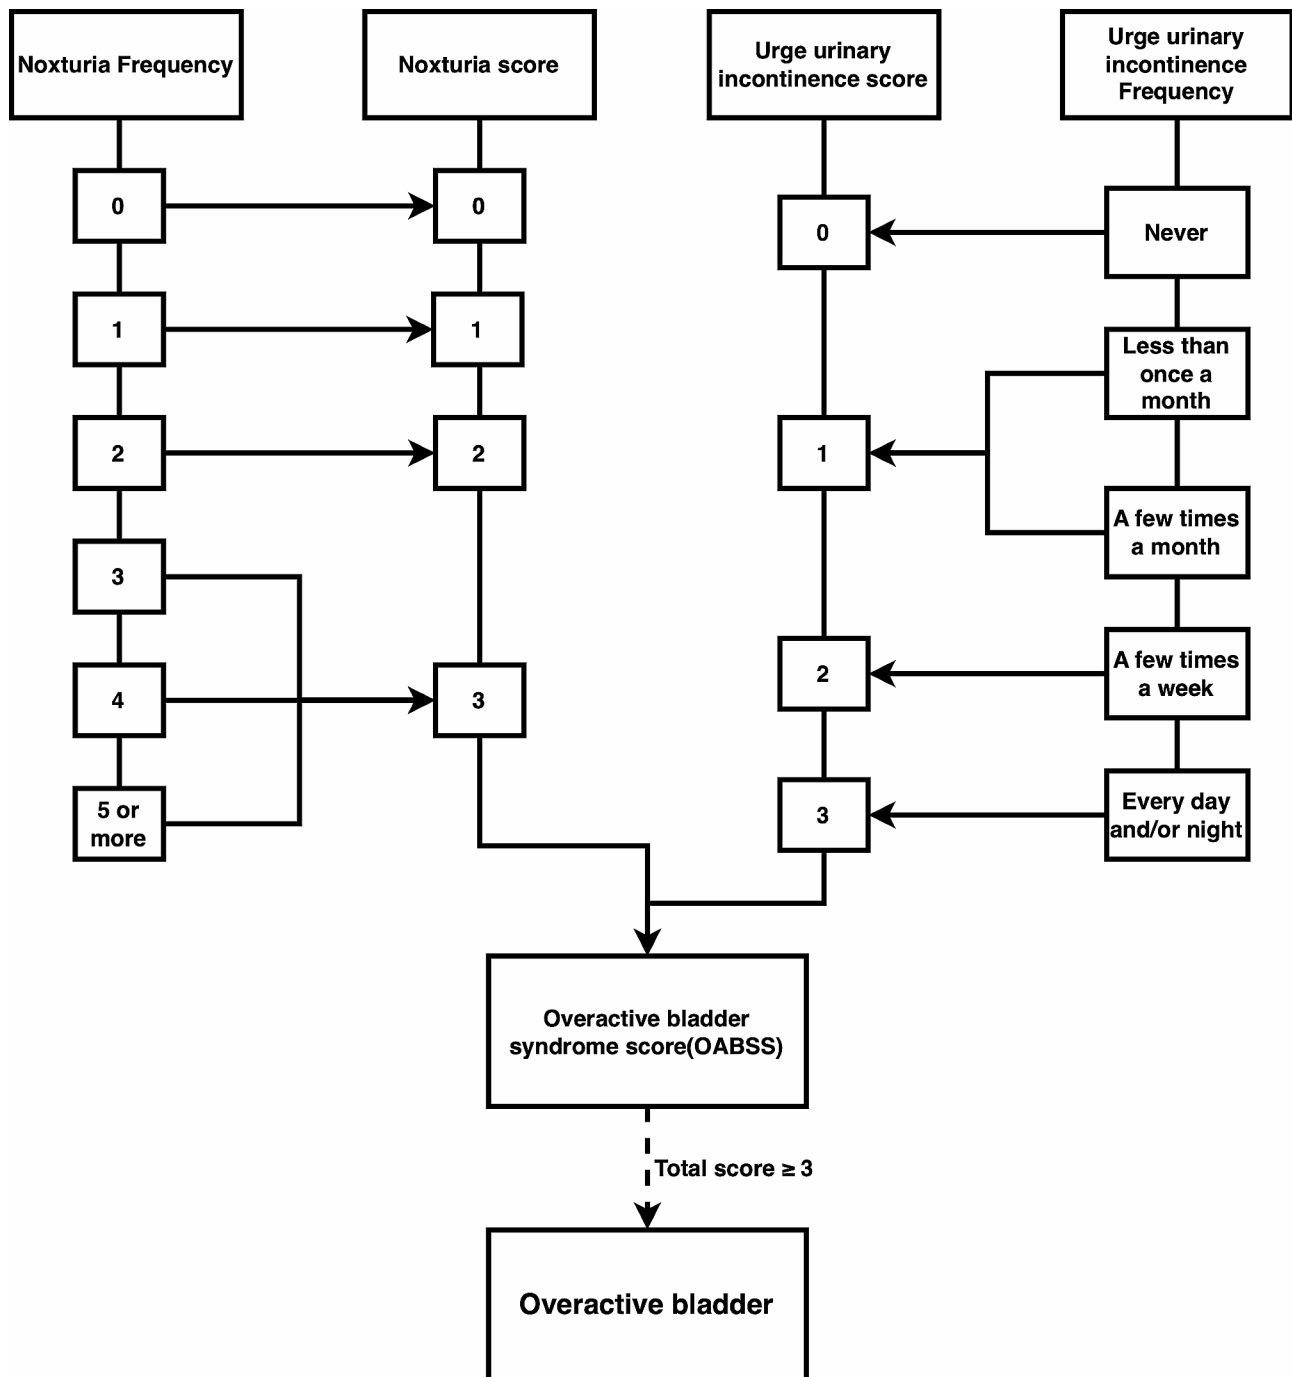 Noxturia Frequency
Noxturia score
Urge urinary
incontinence score
Urge urinary
incontinence
Frequency
0
0
0
Never
1
1
Less than
once a
month
2
2
1
A few times
a month
3
4
3
2
A few times
a week
5 or
more
3
Every day
and/or night
Overactive bladder
syndrome score(OABSS)
Total score ≥ 3
Overactive bladder